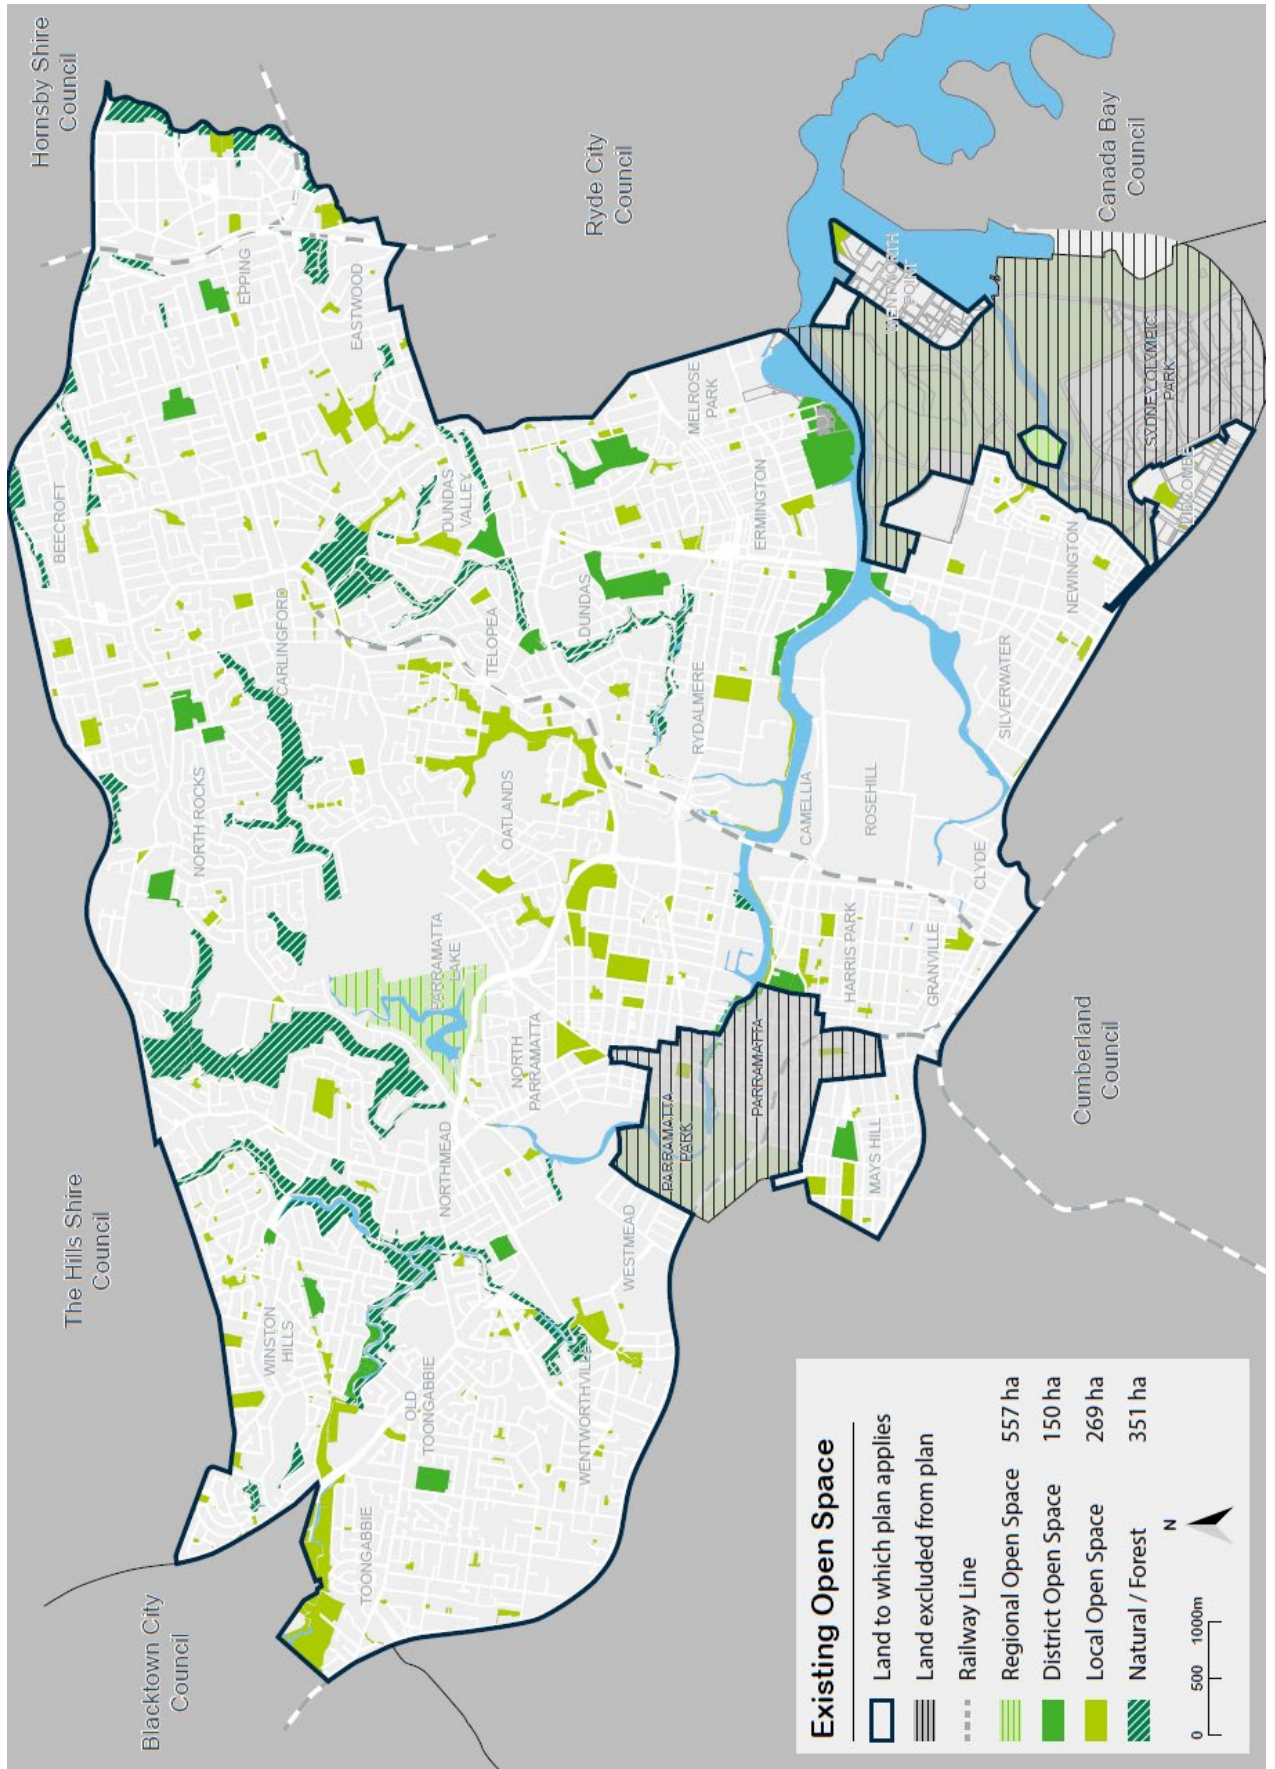 Blacktown City
Council
The Hills Shire
Council
Hornsby Shire
Council
Ryde City
Council
Canada Bay
Council
Cumberland
Council
BEECROFT
EPPING
EASTWOOD
NORTH ROCKS
CARLINGFORD
DUNDAS
VALLEY
WINSTON
HILLS
NORTHMEAD
PARRAMATTA
LAKE
OATLANDS
TELOPEA
DUNDAS
TOONGABBIE
OLD
TOONGABBIE
NORTH
PARRAMATTA
RYDALMERE
ERMINGTON
MELROSE
PARK
WENTWORTHVILLE
WESTMEAD
PARRAMATTA
PARK
PARRAMATTA
CAMELLIA
ROSEHILL
WENTWORTH
POINT
MAYS HILL
HARRIS PARK
GRANVILLE
CLYDE
SILVERWATER
NEWINGTON
SYDNEY OLYMPIC
PARK
LIDCOMBE
Existing Open Space
Land to which plan applies
Land excluded from plan
Railway Line
Regional Open Space 557 ha
District Open Space 150 ha
Local Open Space 269 ha
Natural / Forest 351 ha
0 500 1000m
N